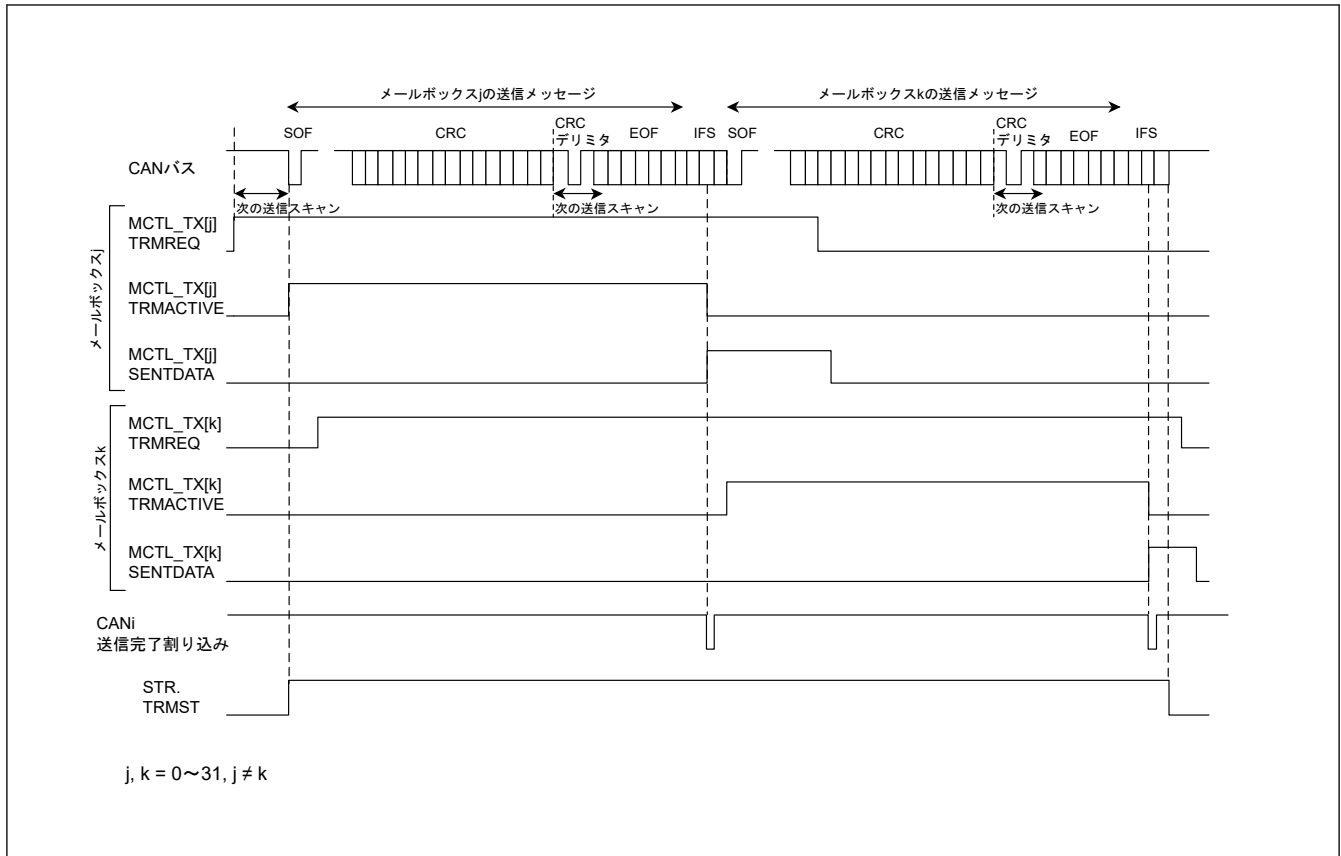 メールボックスjの送信メッセージ
メールボックスkの送信メッセージ
SOF
CRC
CRC
デリミタ
EOF
IFS
SOF
CRC
CRC
デリミタ
EOF
IFS
CANバス
次の送信スキャン
次の送信スキャン
次の送信スキャン
メールボックスj
MCTL_TX[j]
TRMREQ
MCTL_TX[j]
TRMACTIVE
MCTL_TX[j]
SENTDATA
メールボックスk
MCTL_TX[k]
TRMREQ
MCTL_TX[k]
TRMACTIVE
MCTL_TX[k]
SENTDATA
CANi
送信完了割り込み
STR.
TRMST
j, k = 0～31, j ≠ k